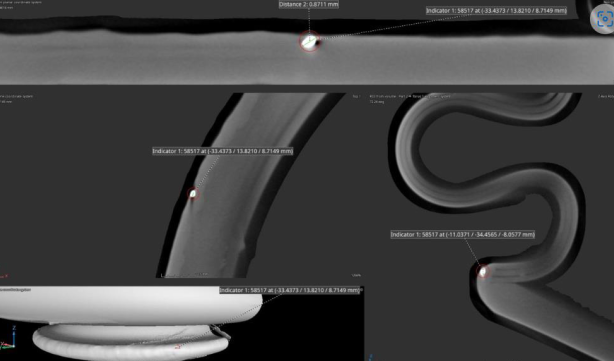 Distance 2: 0.8711 mm
Indicator 1: 58517 at (-33.4373 / 13.8210 / 8.7149 mm)
Indicator 1: 58517 at (-33.4373 / 13.8210 / 8.7149 mm)
Indicator 1: 58517 at (-11.0371 / -34.4565 / -8.0577 mm)
Indicator 1: 58517 at (-33.4373 / 13.8210 / 8.7149 mm)